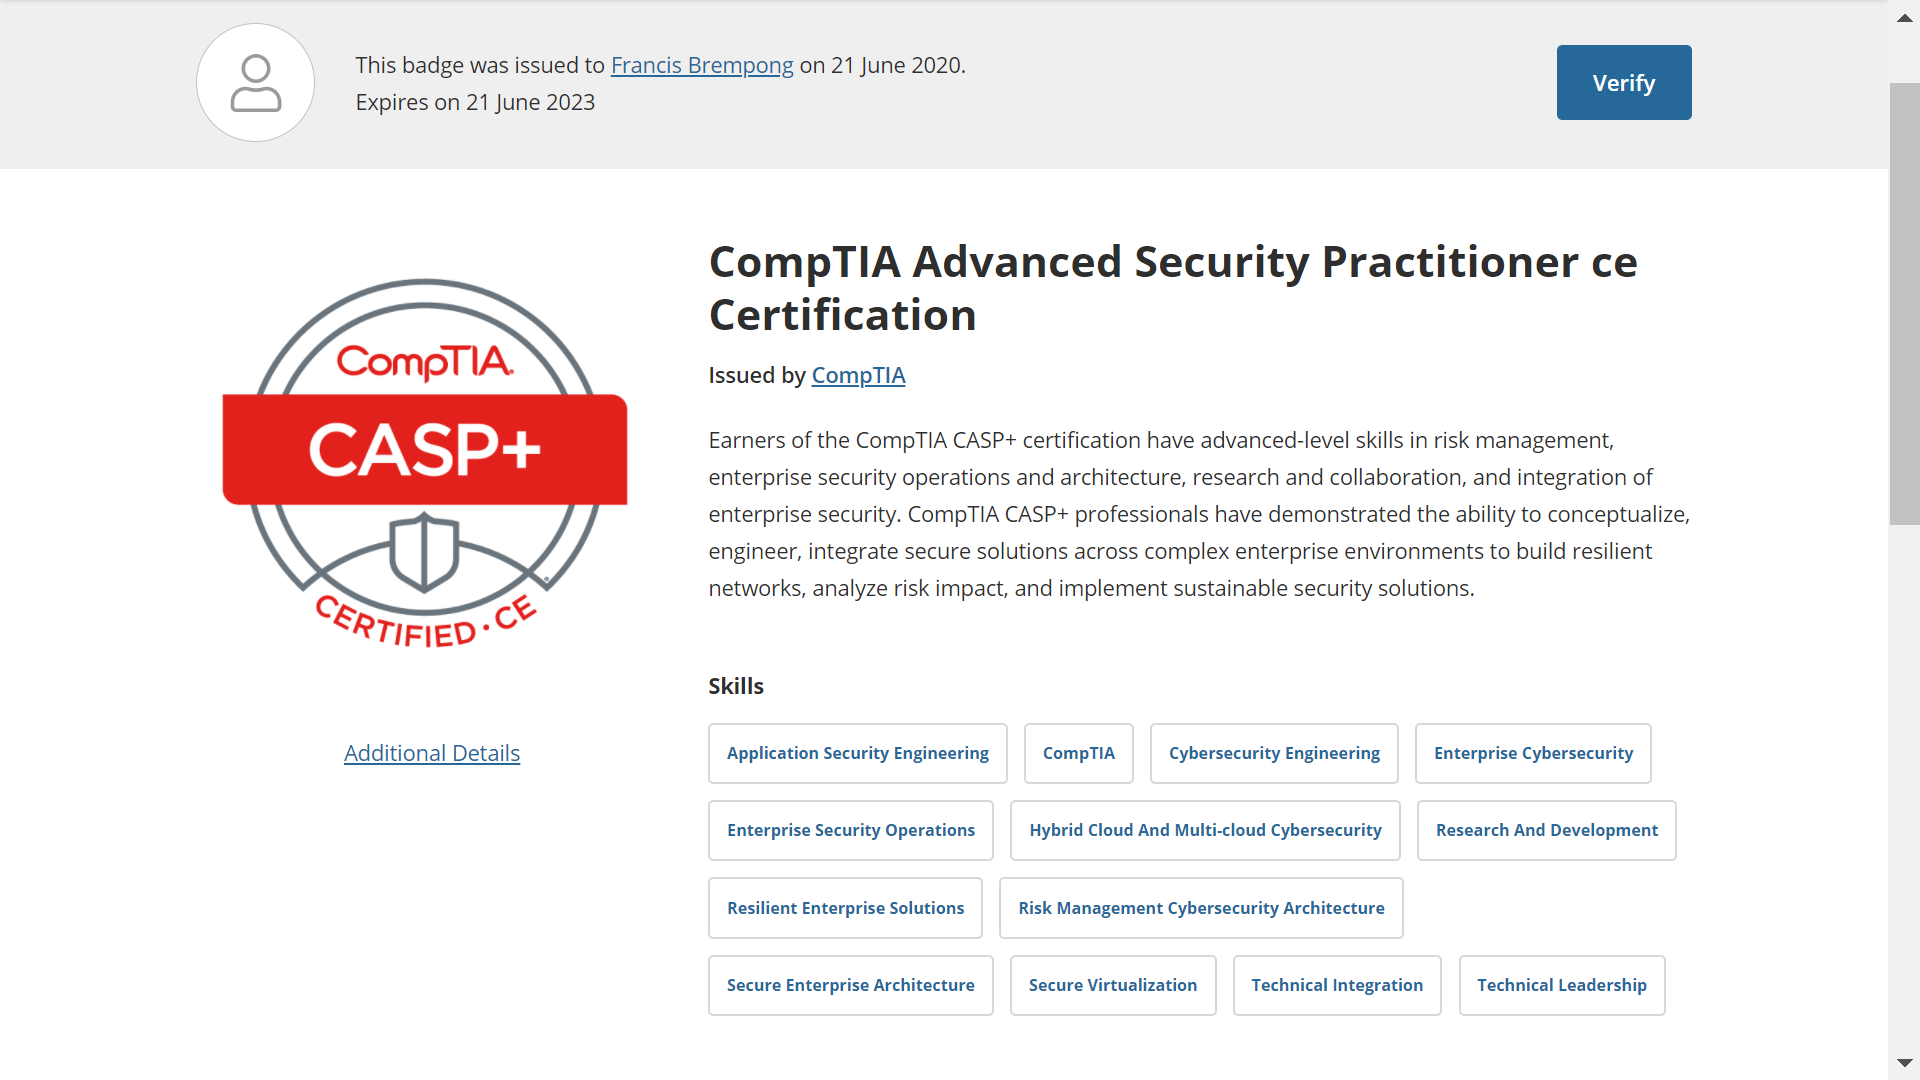 This badge was issued to Francis Brempong on 21 June 2020.
Expires on 21 June 2023
Verify
CompTIA Advanced Security Practitioner ce
Certification
Issued by CompTIA
Earners of the CompTIA CASP+ certification have advanced-level skills in risk management,
enterprise security operations and architecture, research and collaboration, and integration of
enterprise security. CompTIA CASP+ professionals have demonstrated the ability to conceptualize,
engineer, integrate secure solutions across complex enterprise environments to build resilient
networks, analyze risk impact, and implement sustainable security solutions.
CompTIA.
CASP+
CERTIFIED · CE
Additional Details
Skills
Application Security Engineering
CompTIA
Cybersecurity Engineering
Enterprise Cybersecurity
Enterprise Security Operations
Hybrid Cloud And Multi-cloud Cybersecurity
Research And Development
Resilient Enterprise Solutions
Risk Management Cybersecurity Architecture
Secure Enterprise Architecture
Secure Virtualization
Technical Integration
Technical Leadership